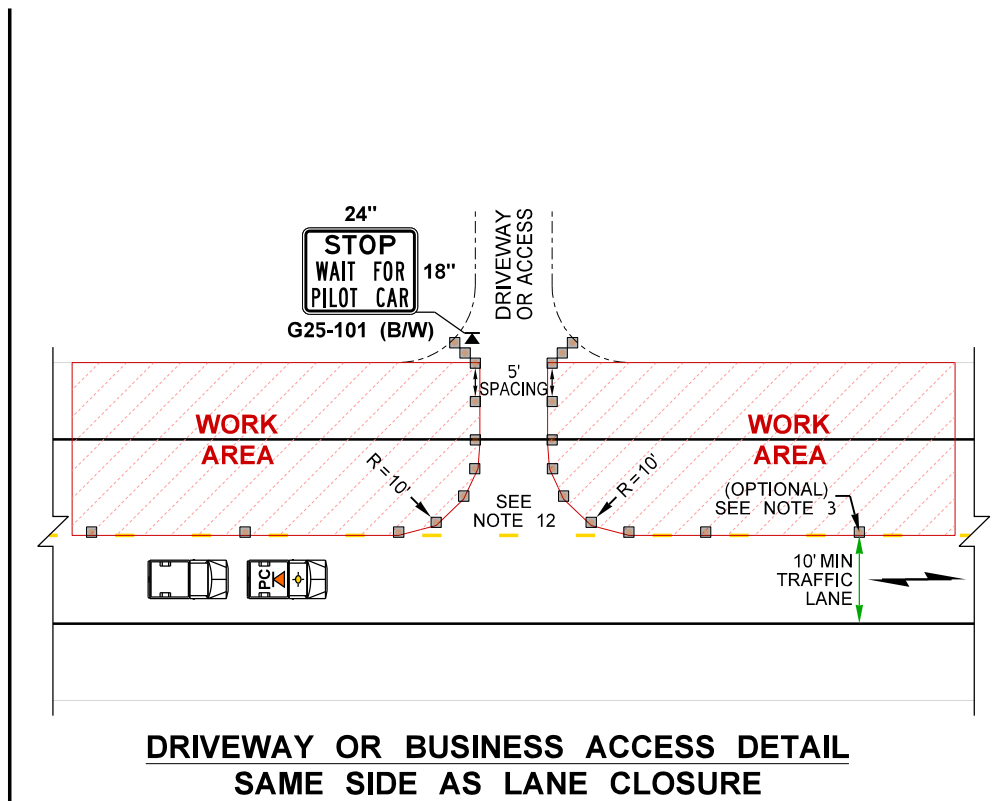 24"
STOP
WAIT FOR
PILOT CAR
18"
G25-101 (B/W)
DRIVEWAY
OR ACCESS
5'
SPACING
WORK
AREA
WORK
AREA
R = 10'
R = 10'
SEE
NOTE 12
(OPTIONAL)
SEE NOTE 3
10' MIN
TRAFFIC
LANE
PC
DRIVEWAY OR BUSINESS ACCESS DETAIL
SAME SIDE AS LANE CLOSURE